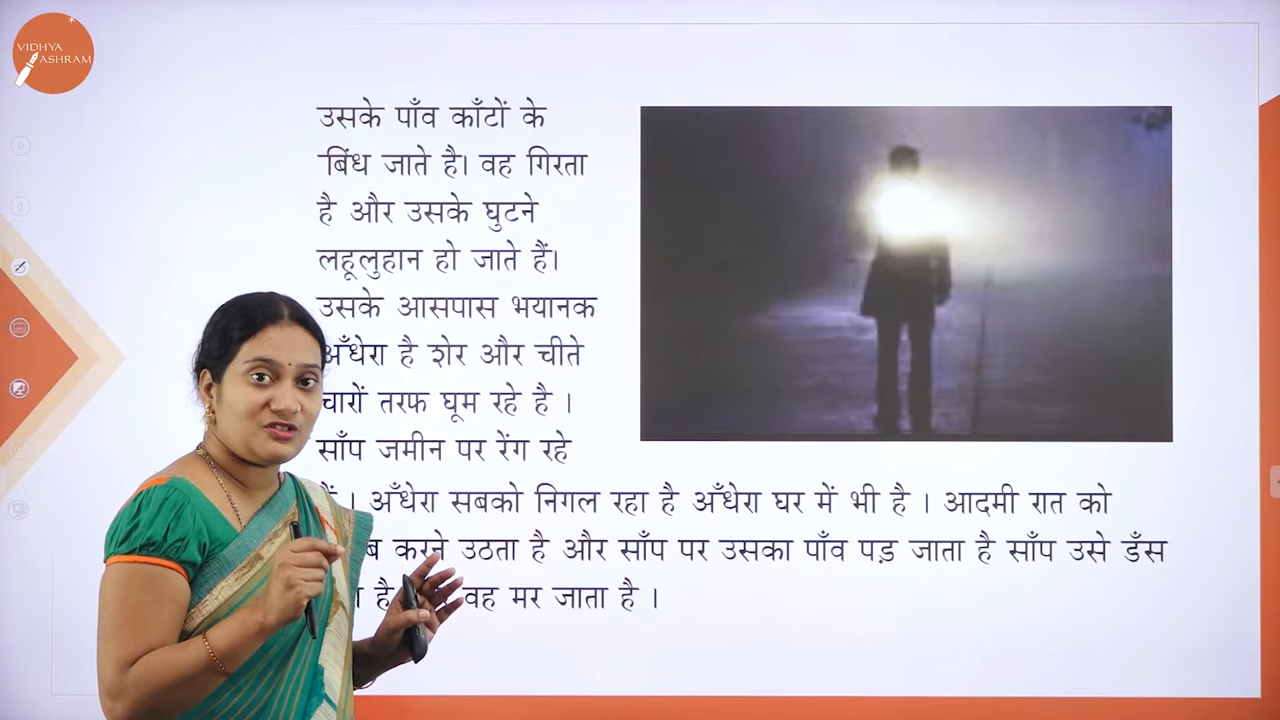 VIDHYA
ASHRAM
उसके पाँव काँटों के
बिंध जाते है। वह गिरता
है और उसके घुटने
लहूलुहान हो जाते हैं।
उसके आसपास भयानक
अँधेरा है शेर और चीते
चारों तरफ घूम रहे है ।
साँप जमीन पर रेंग रहे
। अँधेरा सबको निगल रहा है अँधेरा घर में भी है । आदमी रात को
करने उठता है और साँप पर उसका पाँव पड़ जाता है साँप उसे डँस
है वह मर जाता है ।